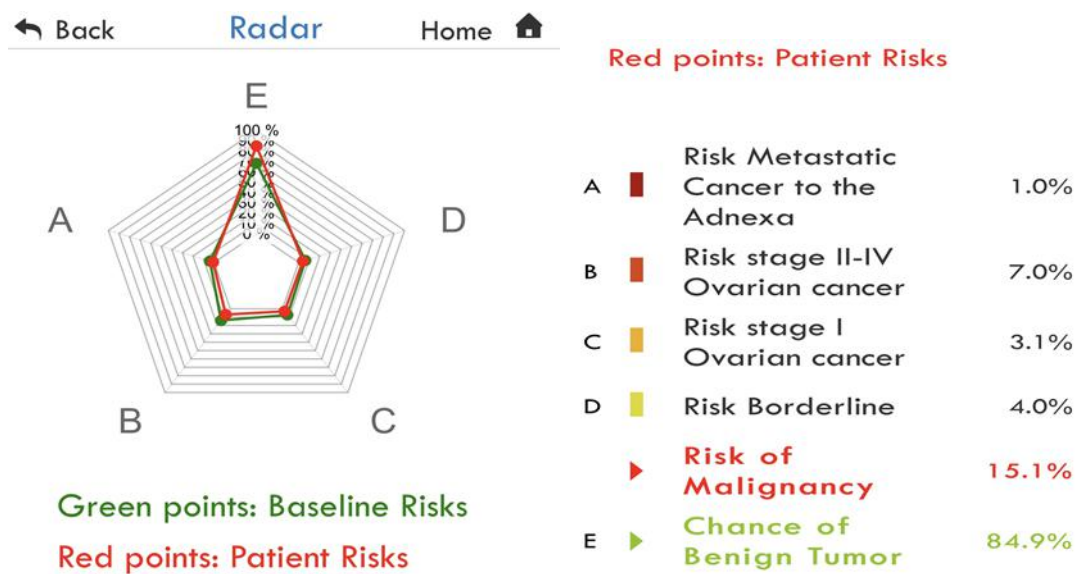 Back
Radar
Home
E
100 %
0 %
A
D
B
C
Green points: Baseline Risks
Red points: Patient Risks
Red points: Patient Risks
A Risk Metastatic
Cancer to the
Adnexa 1.0%
B Risk stage II-IV
Ovarian cancer 7.0%
C Risk stage I
Ovarian cancer 3.1%
D Risk Borderline 4.0%
Risk of
Malignancy 15.1%
E Chance of
Benign Tumor 84.9%